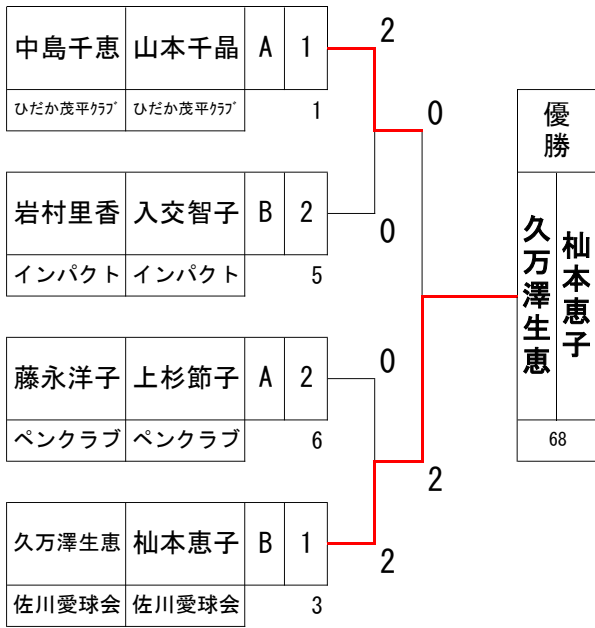 中島千恵 山本千晶 A 1
ひだか茂平ｸﾗﾌﾞ ひだか茂平ｸﾗﾌﾞ 1
2
0
岩村里香 入交智子 B 2
インパクト インパクト 5
0
藤永洋子 上杉節子 A 2
ペンクラブ ペンクラブ 6
0
2
久万澤生恵 杣本恵子 B 1
佐川愛球会 佐川愛球会 3
2
優勝
久万澤生恵
杣本恵子
68